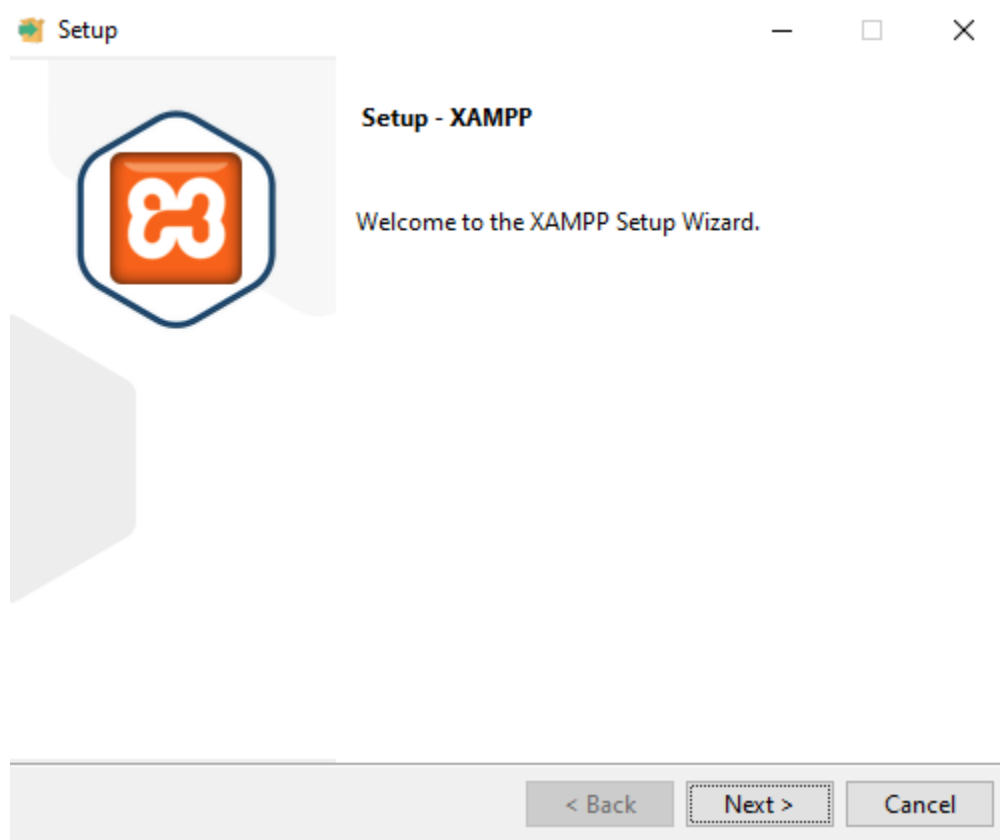 Setup
Setup - XAMPP
Welcome to the XAMPP Setup Wizard.
< Back
Next >
Cancel